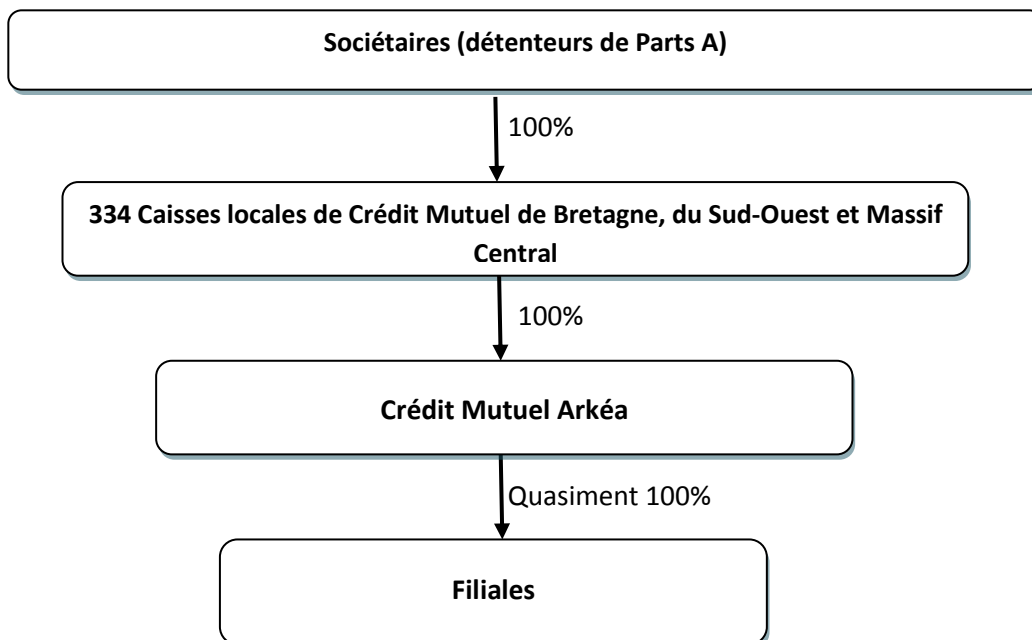 Sociétaires (détenteurs de Parts A)
100%
334 Caisses locales de Crédit Mutuel de Bretagne, du Sud-Ouest et Massif
Central
100%
Crédit Mutuel Arkéa
Quasiment 100%
Filiales